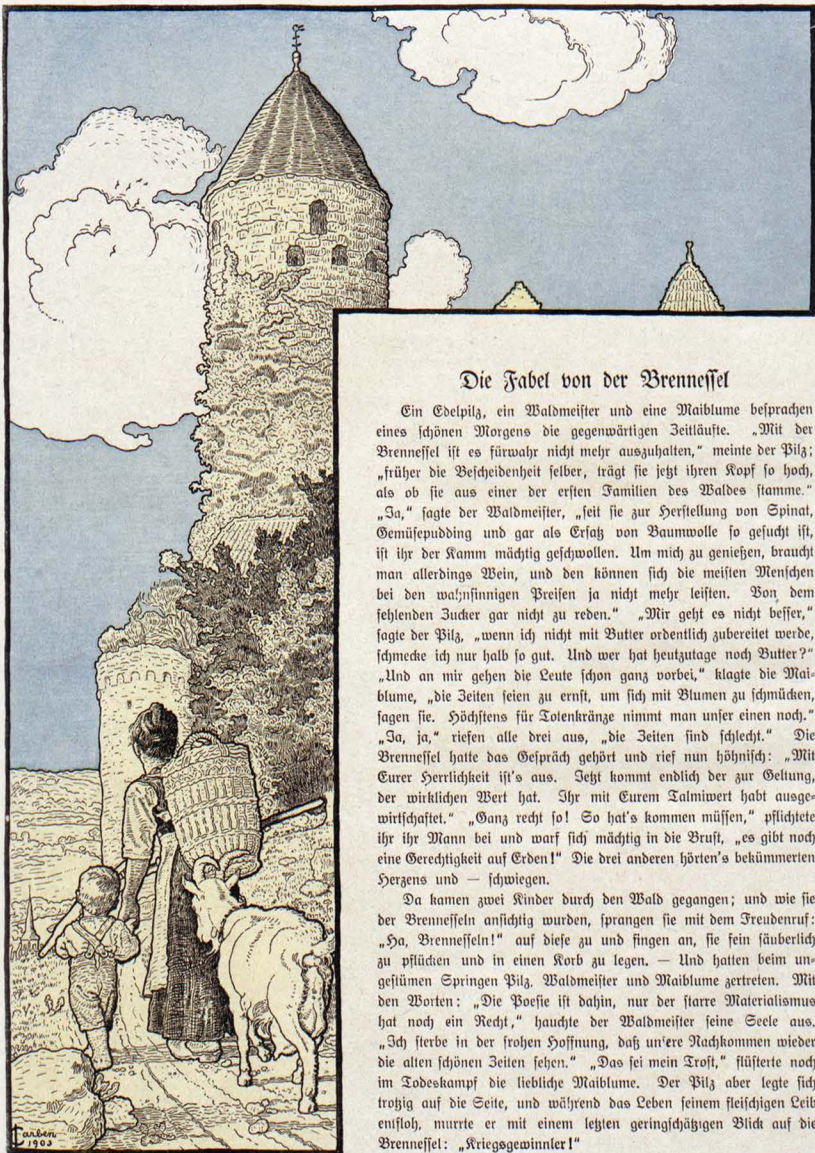 Die Fabel von der Brennessel
Ein Edelpilz, ein Waldmeister und eine Maiblume besprachen
eines schönen Morgens die gegenwärtigen Zeitläufte. „Mit der
Brennessel ist es fürwahr nicht mehr auszuhalten,“ meinte der Pilz;
„früher die Bescheidenheit selber, trägt sie jetzt ihren Kopf so hoch,
als ob sie aus einer der ersten Familien des Waldes stamme.“
„Ja,“ sagte der Waldmeister, „seit sie zur Herstellung von Spinat,
Gemüsepudding und gar als Ersatz von Baumwolle so gesucht ist,
ist ihr der Kamm mächtig geschwollen. Um mich zu genießen, braucht
man allerdings Wein, und den können sich die meisten Menschen
bei den wahnsinnigen Preisen ja nicht mehr leisten. Von dem
fehlenden Zucker gar nicht zu reden.“ „Mir geht es nicht besser,“
sagte der Pilz, „wenn ich nicht mit Butter ordentlich zubereitet werde,
schmecke ich nur halb so gut. Und wer hat heutzutage noch Butter?“
„Und an mir gehen die Leute schon ganz vorbei,“ klagte die Mai-
blume, „die Zeiten seien zu ernst, um sich mit Blumen zu schmücken,
sagen sie. Höchstens für Totenkränze nimmt man unser einen noch.“
„Ja, ja,“ riefen alle drei aus, „die Zeiten sind schlecht.“ Die
Brennessel hatte das Gespräch gehört und rief nun höhnisch: „Mit
Eurer Herrlichkeit ist's aus. Jetzt kommt endlich der zur Geltung,
der wirklichen Wert hat. Ihr mit Eurem Talmiwert habt ausge-
wirtschaftet.“ „Ganz recht so! So hat's kommen müssen,“ pflichtete
ihr ihr Mann bei und warf sich mächtig in die Brust, „es gibt noch
eine Gerechtigkeit auf Erden!“ Die drei anderen hörten's bekümmerten
Herzens und — schwiegen.
Da kamen zwei Kinder durch den Wald gegangen; und wie sie
der Brennesseln ansichtig wurden, sprangen sie mit dem Freudenruf:
„Ha, Brennesseln!“ auf diese zu und fingen an, sie fein säuberlich
zu pflücken und in einen Korb zu legen. — Und hatten beim un-
gestümen Springen Pilz, Waldmeister und Maiblume zertreten. Mit
den Worten: „Die Poesie ist dahin, nur der starre Materialismus
hat noch ein Recht,“ hauchte der Waldmeister seine Seele aus.
„Ich sterbe in der frohen Hoffnung, daß unsere Nachkommen wieder
die alten schönen Zeiten sehen.“ „Das sei mein Trost,“ flüsterte noch
im Todeskampf die liebliche Maiblume. Der Pilz aber legte sich
trotzig auf die Seite, und während das Leben seinem fleischigen Leib
entfloh, murrte er mit einem letzten geringschätzigen Blick auf die
Brennessel: „Kriegsgewinnler!“
1903